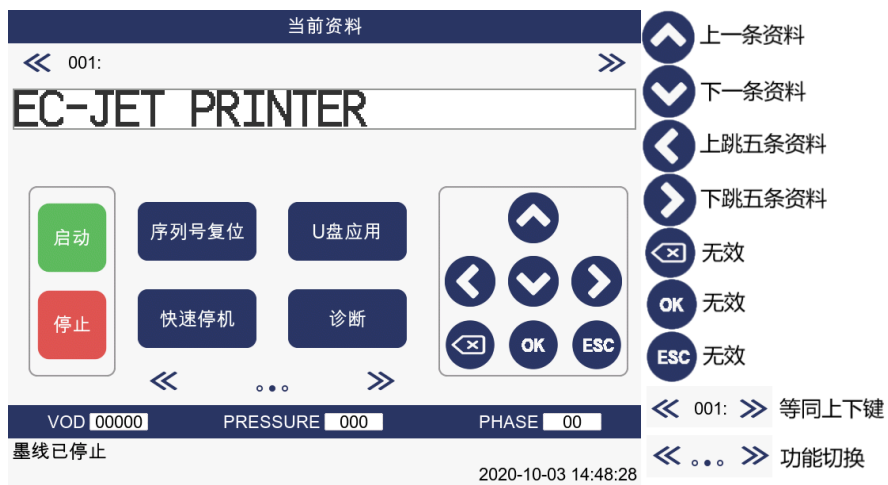 当前资料
001:
EC-JET PRINTER
启动
序列号复位
U盘应用
停止
快速停机
诊断
OK
ESC
VOD 00000
PRESSURE 000
PHASE 00
墨线已停止
2020-10-03 14:48:28
上一条资料
下一条资料
上跳五条资料
下跳五条资料
无效
OK 无效
ESC 无效
001: 等同上下键
功能切换